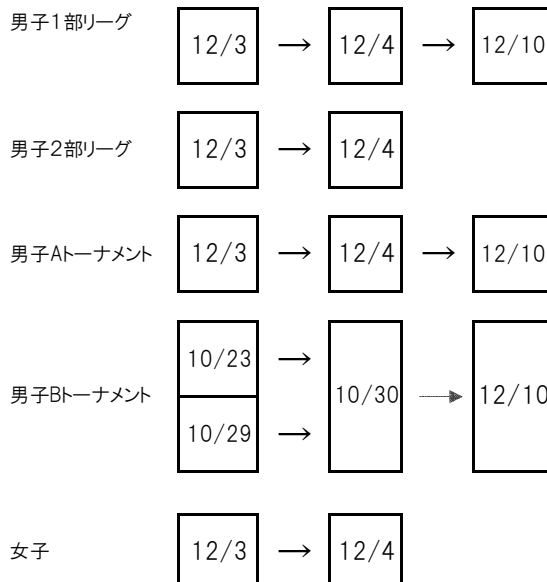 男子1部リーグ 12/3 → 12/4 → 12/10
男子2部リーグ 12/3 → 12/4
男子Aトーナメント 12/3 → 12/4 → 12/10
10/23 →
男子Bトーナメント 10/30 → 12/10
10/29 →
女子 12/3 → 12/4